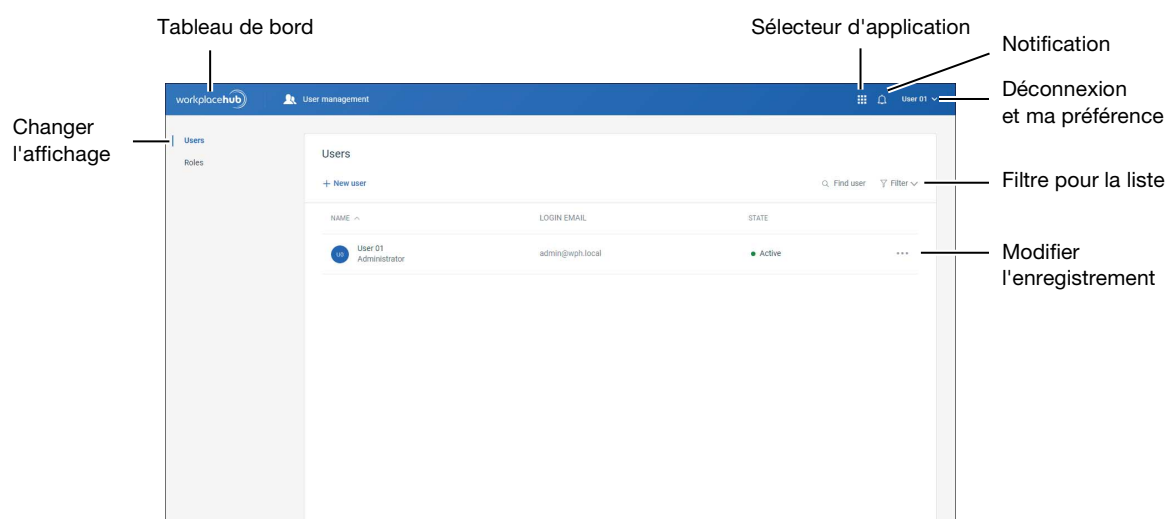 Tableau de bord
Sélecteur d'application
Notification
Déconnexion
et ma préférence
workplacehub
User management
User 01
Changer
l'affichage
Users
Roles
Users
+ New user
Find user
Filter
Filtre pour la liste
NAME
LOGIN EMAIL
STATE
U0
User 01
Administrator
admin@wph.local
Active
Modifier
l'enregistrement